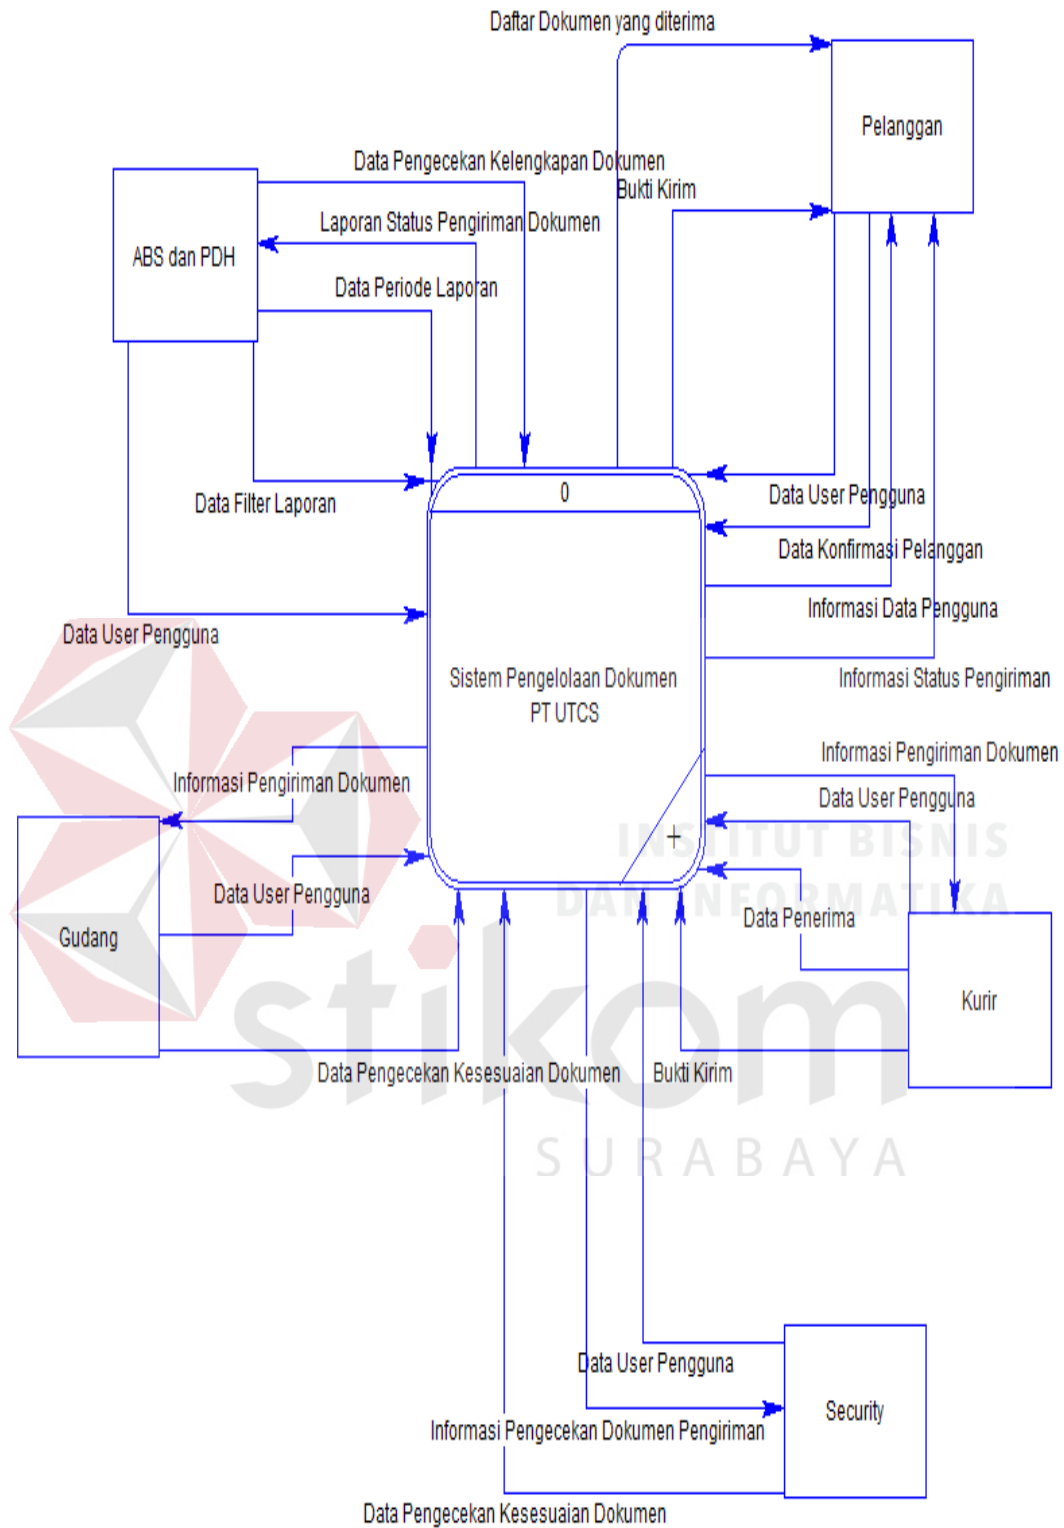 Daftar Dokumen yang diterima
Pelanggan
Data Pengecekan Kelengkapan Dokumen
Bukti Kirim
Laporan Status Pengiriman Dokumen
ABS dan PDH
Data Periode Laporan
0
Data User Pengguna
Data Filter Laporan
Data Konfirmasi Pelanggan
Informasi Data Pengguna
Data User Pengguna
Sistem Pengelolaan Dokumen
PT UTCS
Informasi Status Pengiriman
Informasi Pengiriman Dokumen
Informasi Pengiriman Dokumen
Data User Pengguna
+
INSTITUT BISNIS
DAN INFORMATIKA
Data User Pengguna
Data Penerima
Gudang
stikom
Kurir
Data Pengecekan Kesesuaian Dokumen
Bukti Kirim
SURABAYA
Data User Pengguna
Security
Informasi Pengecekan Dokumen Pengiriman
Data Pengecekan Kesesuaian Dokumen